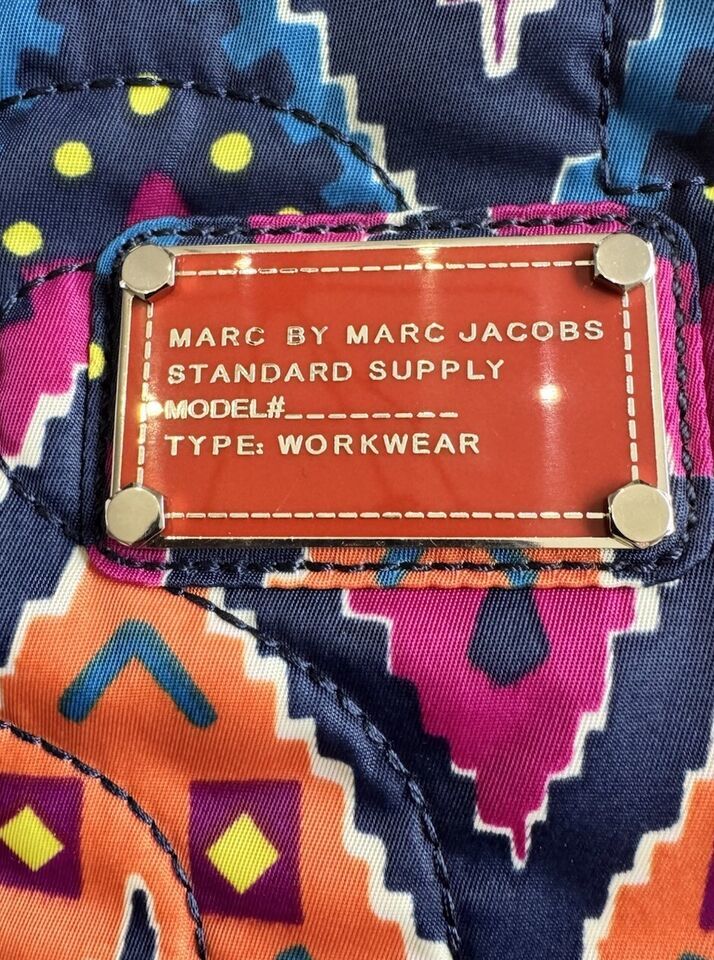 MARC BY MARC JACOBS
STANDARD SUPPLY
MODEL#________
TYPE: WORKWEAR